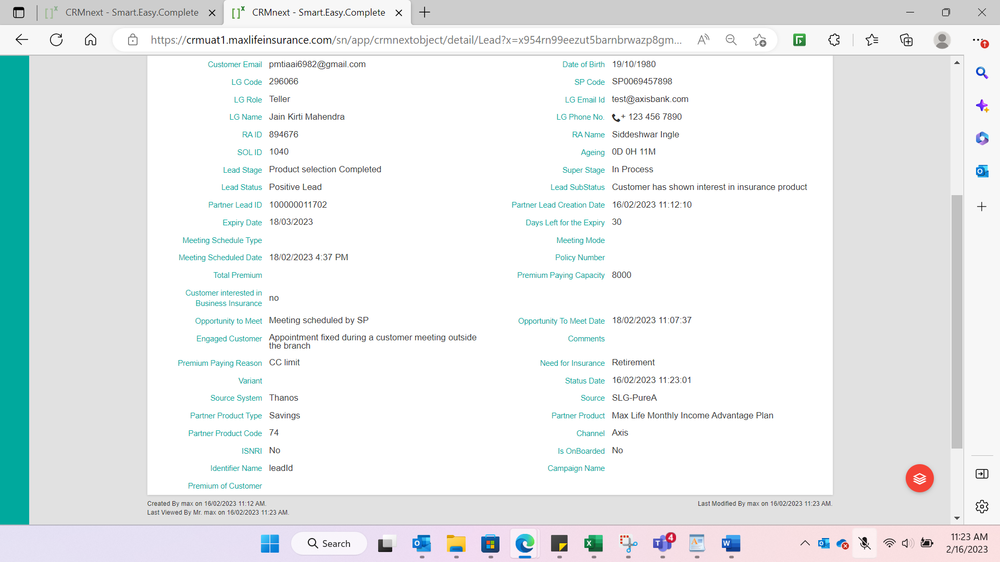 CRMnext - Smart.Easy.Complete
CRMnext - Smart.Easy.Complete
https://crmuat1.maxlifeinsurance.com/sn/app/crmnextobject/detail/Lead?x=x954rn99eezut5barnbrwazp8gm...
Customer Email pmtiaai6982@gmail.com Date of Birth 19/10/1980
LG Code 296066 SP Code SP0069457898
LG Role Teller LG Email Id test@axisbank.com
LG Name Jain Kirti Mahendra LG Phone No. + 123 456 7890
RA ID 894676 RA Name Siddeshwar Ingle
SOL ID 1040 Ageing 0D 0H 11M
Lead Stage Product selection Completed Super Stage In Process
Lead Status Positive Lead Lead SubStatus Customer has shown interest in insurance product
Partner Lead ID 100000011702 Partner Lead Creation Date 16/02/2023 11:12:10
Expiry Date 18/03/2023 Days Left for the Expiry 30
Meeting Schedule Type Meeting Mode
Meeting Scheduled Date 18/02/2023 4:37 PM Policy Number
Total Premium Premium Paying Capacity 8000
Customer interested in
Business Insurance no
Opportunity to Meet Meeting scheduled by SP Opportunity To Meet Date 18/02/2023 11:07:37
Engaged Customer Appointment fixed during a customer meeting outside
the branch Comments
Premium Paying Reason CC limit Need for Insurance Retirement
Variant Status Date 16/02/2023 11:23:01
Source System Thanos Source SLG-PureA
Partner Product Type Savings Partner Product Max Life Monthly Income Advantage Plan
Partner Product Code 74 Channel Axis
ISNRI No Is OnBoarded No
Identifier Name leadId Campaign Name
Premium of Customer
Created By max on 16/02/2023 11:12 AM. Last Modified By max on 16/02/2023 11:23 AM.
Last Viewed By Mr. max on 16/02/2023 11:23 AM.
Search
4
11:23 AM
2/16/2023